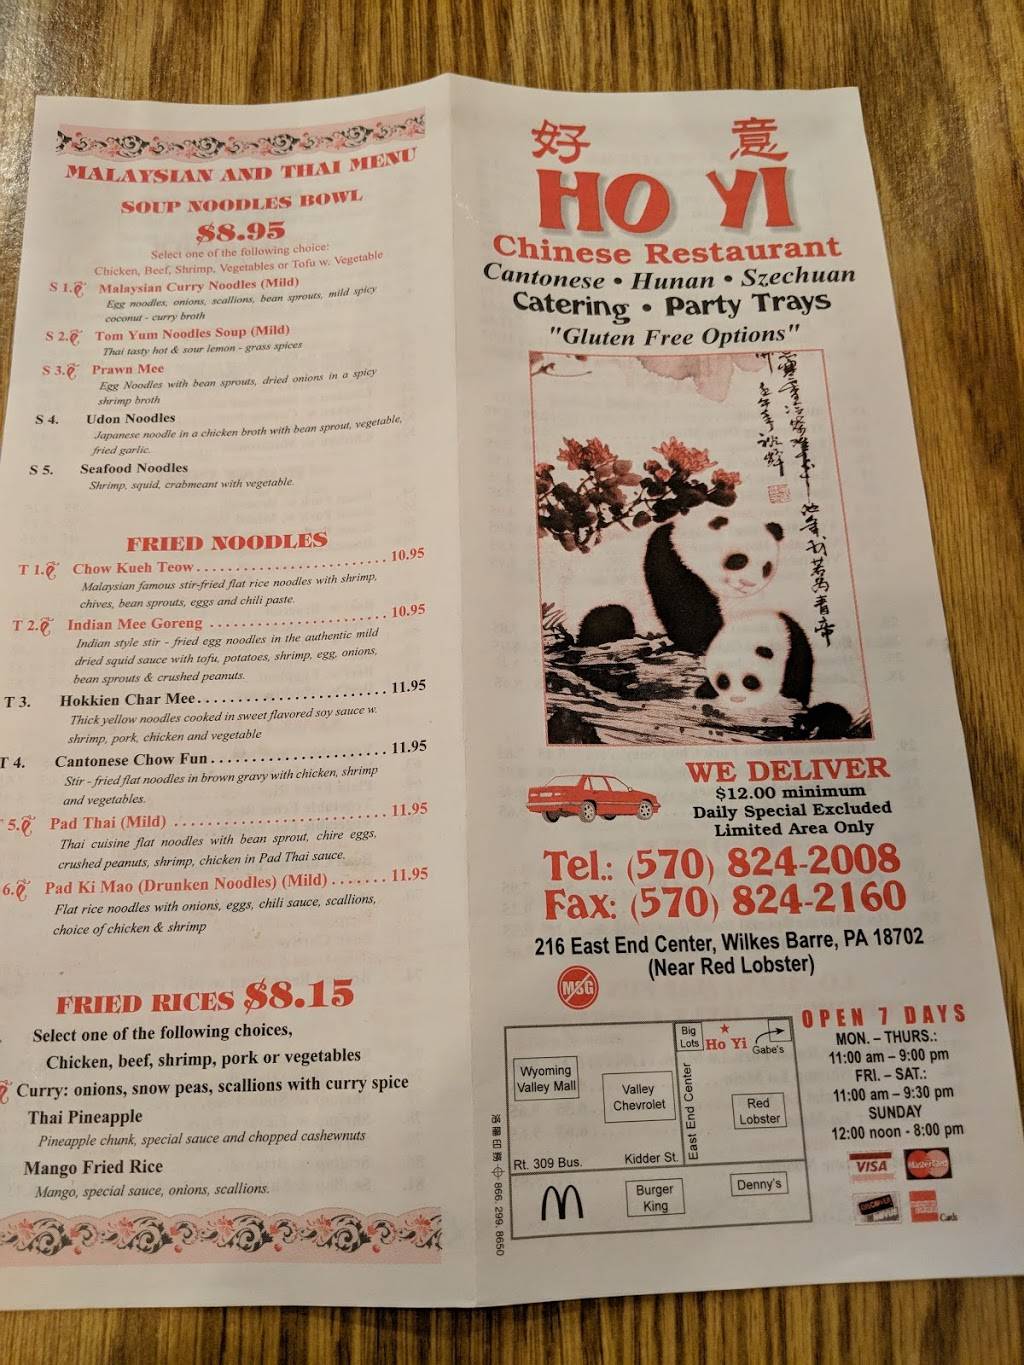 MALAYSIAN AND THAI MENU
SOUP NOODLES BOWL
$8.95
Select one of the following choice:
Chicken, Beef, Shrimp, Vegetables or Tofu w. Vegetable
S 1. Malaysian Curry Noodles (Mild)
Egg noodles, onions, scallions, bean sprouts, mild spicy
coconut - curry broth
S 2. Tom Yum Noodles Soup (Mild)
Thai tasty hot & sour lemon - grass spices
S 3. Prawn Mee
Egg Noodles with bean sprouts, dried onions in a spicy
shrimp broth
S 4. Udon Noodles
Japanese noodle in a chicken broth with bean sprout, vegetable,
fried garlic.
S 5. Seafood Noodles
Shrimp, squid, crabmeant with vegetable.
FRIED NOODLES
T 1. Chow Kueh Teow 10.95
Malaysian famous stir-fried flat rice noodles with shrimp,
chives, bean sprouts, eggs and chili paste.
T 2. Indian Mee Goreng 10.95
Indian style stir - fried egg noodles in the authentic mild
dried squid sauce with tofu, potatoes, shrimp, egg, onions,
bean sprouts & crushed peanuts.
T 3. Hokkien Char Mee 11.95
Thick yellow noodles cooked in sweet flavored soy sauce w.
shrimp, pork, chicken and vegetable
T 4. Cantonese Chow Fun 11.95
Stir - fried flat noodles in brown gravy with chicken, shrimp
and vegetables.
5. Pad Thai (Mild) 11.95
Thai cuisine flat noodles with bean sprout, chire eggs,
crushed peanuts, shrimp, chicken in Pad Thai sauce.
6. Pad Ki Mao (Drunken Noodles) (Mild) 11.95
Flat rice noodles with onions, eggs, chili sauce, scallions,
choice of chicken & shrimp
FRIED RICES $8.15
Select one of the following choices,
Chicken, beef, shrimp, pork or vegetables
Curry: onions, snow peas, scallions with curry spice
Thai Pineapple
Pineapple chunk, special sauce and chopped cashewnuts
Mango Fried Rice
Mango, special sauce, onions, scallions.
好 意
HO YI
Chinese Restaurant
Cantonese • Hunan • Szechuan
Catering • Party Trays
"Gluten Free Options"
WE DELIVER
$12.00 minimum
Daily Special Excluded
Limited Area Only
Tel.: (570) 824-2008
Fax: (570) 824-2160
216 East End Center, Wilkes Barre, PA 18702
(Near Red Lobster)
MSG
Big
Lots
Ho Yi
Gabe's
Wyoming
Valley Mall
Valley
Chevrolet
East End Center
Red
Lobster
Rt. 309 Bus.
Kidder St.
Burger
King
Denny's
866.299.8650
OPEN 7 DAYS
MON. – THURS.:
11:00 am – 9:00 pm
FRI. – SAT.:
11:00 am – 9:30 pm
SUNDAY
12:00 noon - 8:00 pm
VISA
MasterCard
DISCOVER
Cards